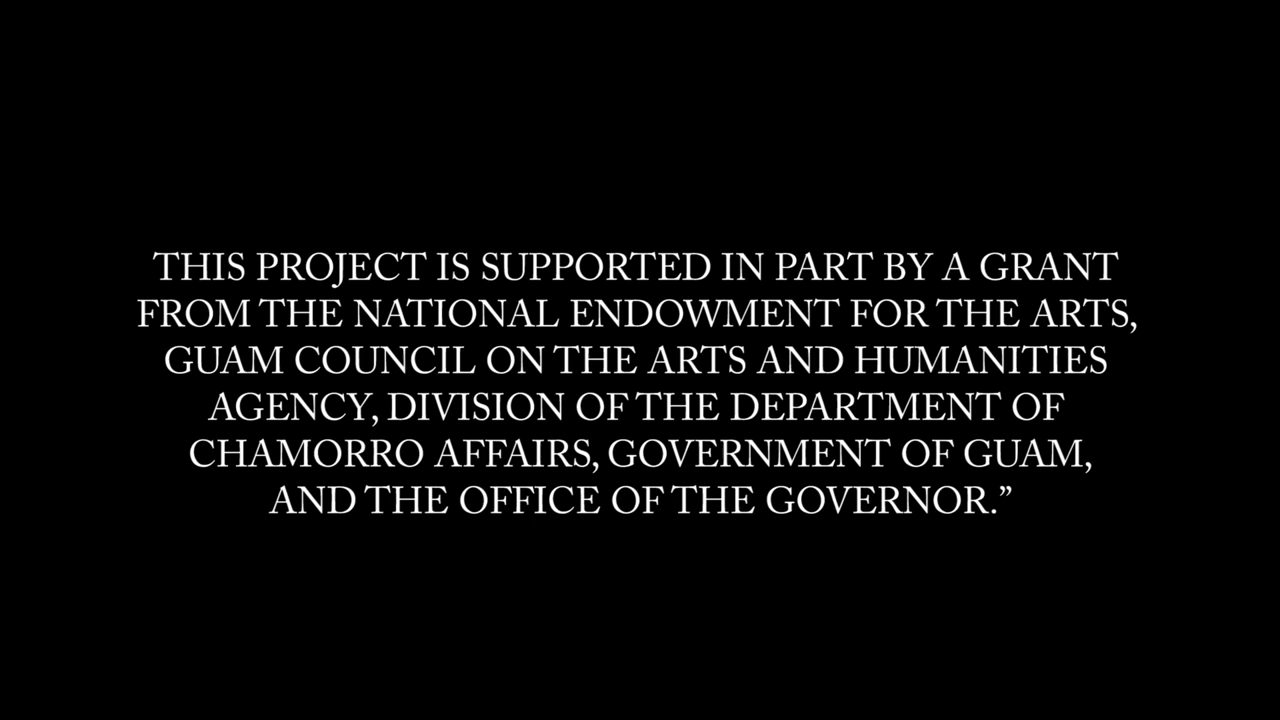 THIS PROJECT IS SUPPORTED IN PART BY A GRANT
FROM THE NATIONAL ENDOWMENT FOR THE ARTS,
GUAM COUNCIL ON THE ARTS AND HUMANITIES
AGENCY, DIVISION OF THE DEPARTMENT OF
CHAMORRO AFFAIRS, GOVERNMENT OF GUAM,
AND THE OFFICE OF THE GOVERNOR.”